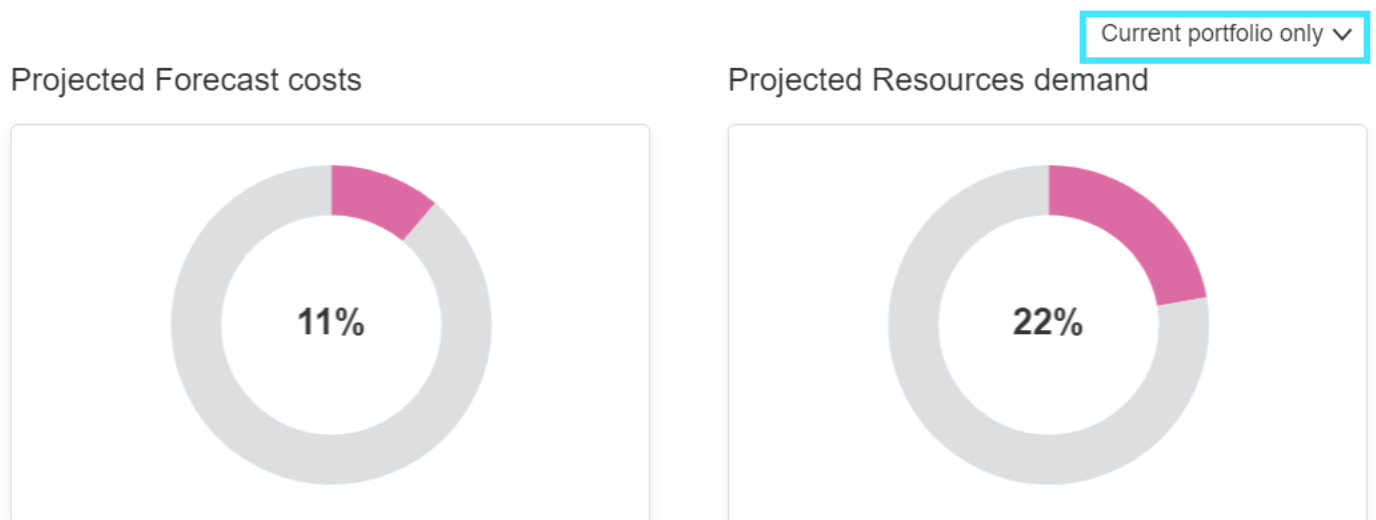 Current portfolio only
Projected Forecast costs
Projected Resources demand
11%
22%